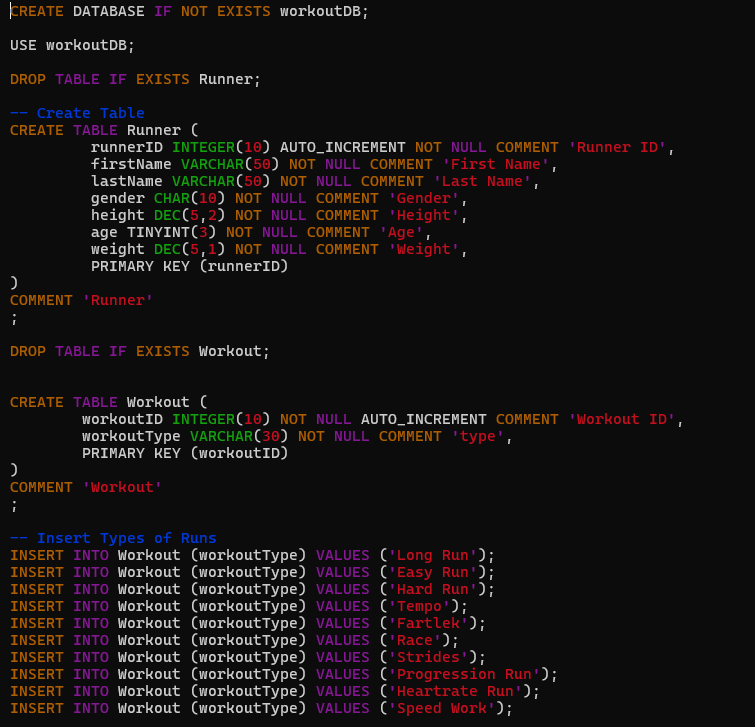 CREATE DATABASE IF NOT EXISTS workoutDB;
USE workoutDB;
DROP TABLE IF EXISTS Runner;
-- Create Table
CREATE TABLE Runner (
runnerID INTEGER(10) AUTO_INCREMENT NOT NULL COMMENT 'Runner ID',
firstName VARCHAR(50) NOT NULL COMMENT 'First Name',
lastName VARCHAR(50) NOT NULL COMMENT 'Last Name',
gender CHAR(10) NOT NULL COMMENT 'Gender',
height DEC(5,2) NOT NULL COMMENT 'Height',
age TINYINT(3) NOT NULL COMMENT 'Age',
weight DEC(5,1) NOT NULL COMMENT 'Weight',
PRIMARY KEY (runnerID)
)
COMMENT 'Runner'
;
DROP TABLE IF EXISTS Workout;
CREATE TABLE Workout (
workoutID INTEGER(10) NOT NULL AUTO_INCREMENT COMMENT 'Workout ID',
workoutType VARCHAR(30) NOT NULL COMMENT 'type',
PRIMARY KEY (workoutID)
)
COMMENT 'Workout'
;
-- Insert Types of Runs
INSERT INTO Workout (workoutType) VALUES ('Long Run');
INSERT INTO Workout (workoutType) VALUES ('Easy Run');
INSERT INTO Workout (workoutType) VALUES ('Hard Run');
INSERT INTO Workout (workoutType) VALUES ('Tempo');
INSERT INTO Workout (workoutType) VALUES ('Fartlek');
INSERT INTO Workout (workoutType) VALUES ('Race');
INSERT INTO Workout (workoutType) VALUES ('Strides');
INSERT INTO Workout (workoutType) VALUES ('Progression Run');
INSERT INTO Workout (workoutType) VALUES ('Heartrate Run');
INSERT INTO Workout (workoutType) VALUES ('Speed Work');